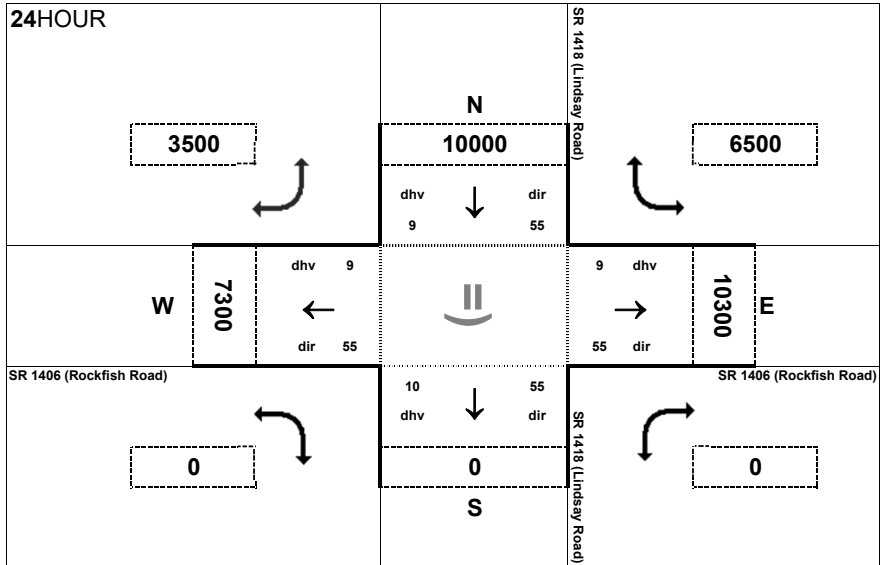 24HOUR
SR 1418 (Lindsay Road)
N
3500
10000
6500
dhv
dir
9
55
dhv 9
9 dhv
W
7300
10300
E
dir 55
55 dir
SR 1406 (Rockfish Road)
SR 1406 (Rockfish Road)
10
55
dhv
dir
SR 1418 (Lindsay Road)
0
0
0
S